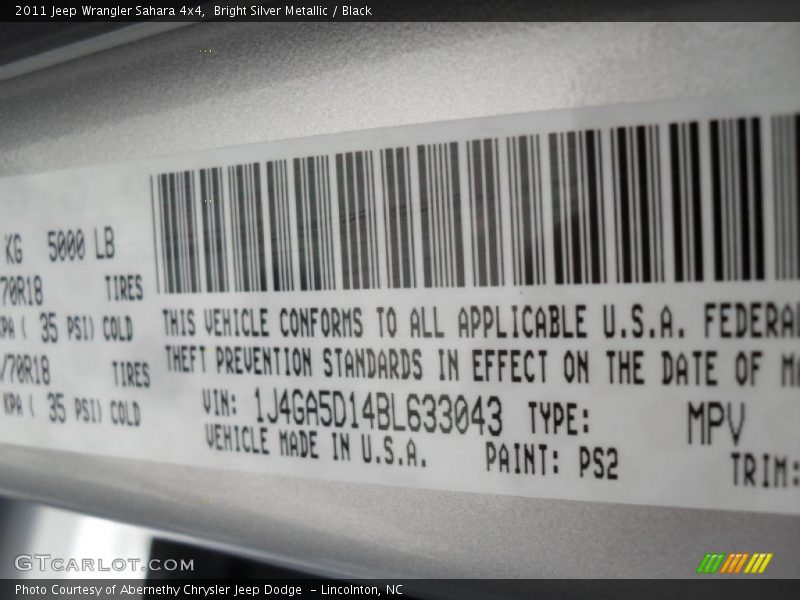 2011 Jeep Wrangler Sahara 4x4, Bright Silver Metallic / Black
KG 5000 LB
/70R18 TIRES
KPA ( 35 PSI) COLD
/70R18 TIRES
KPA ( 35 PSI) COLD
THIS VEHICLE CONFORMS TO ALL APPLICABLE U.S.A. FEDERA
THEFT PREVENTION STANDARDS IN EFFECT ON THE DATE OF
VIN: 1J4GA5D14BL633043 TYPE: MPV
VEHICLE MADE IN U.S.A. PAINT: PS2 TRIM:
GTCARLOT.COM
Photo Courtesy of Abernethy Chrysler Jeep Dodge – Lincolnton, NC